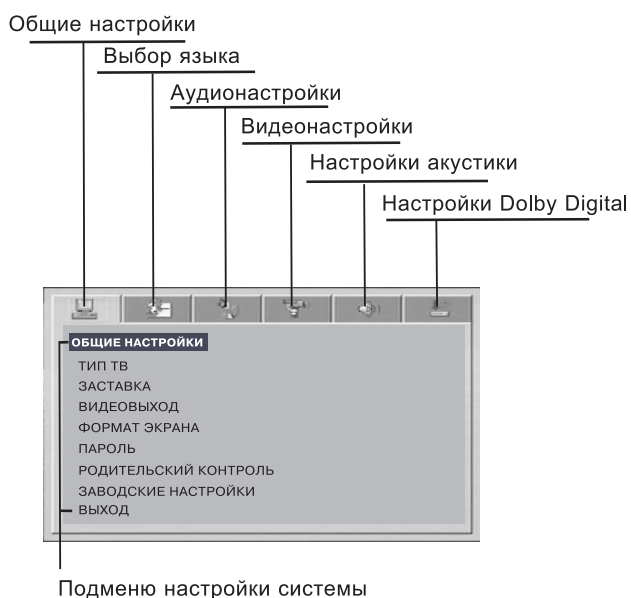 Общие настройки
Выбор языка
Аудионастройки
Видеонастройки
Настройки акустики
Настройки Dolby Digital
ОБЩИЕ НАСТРОЙКИ
ТИП ТВ
ЗАСТАВКА
ВИДЕОВЫХОД
ФОРМАТ ЭКРАНА
ПАРОЛЬ
РОДИТЕЛЬСКИЙ КОНТРОЛЬ
ЗАВОДСКИЕ НАСТРОЙКИ
ВЫХОД
Подменю настройки системы